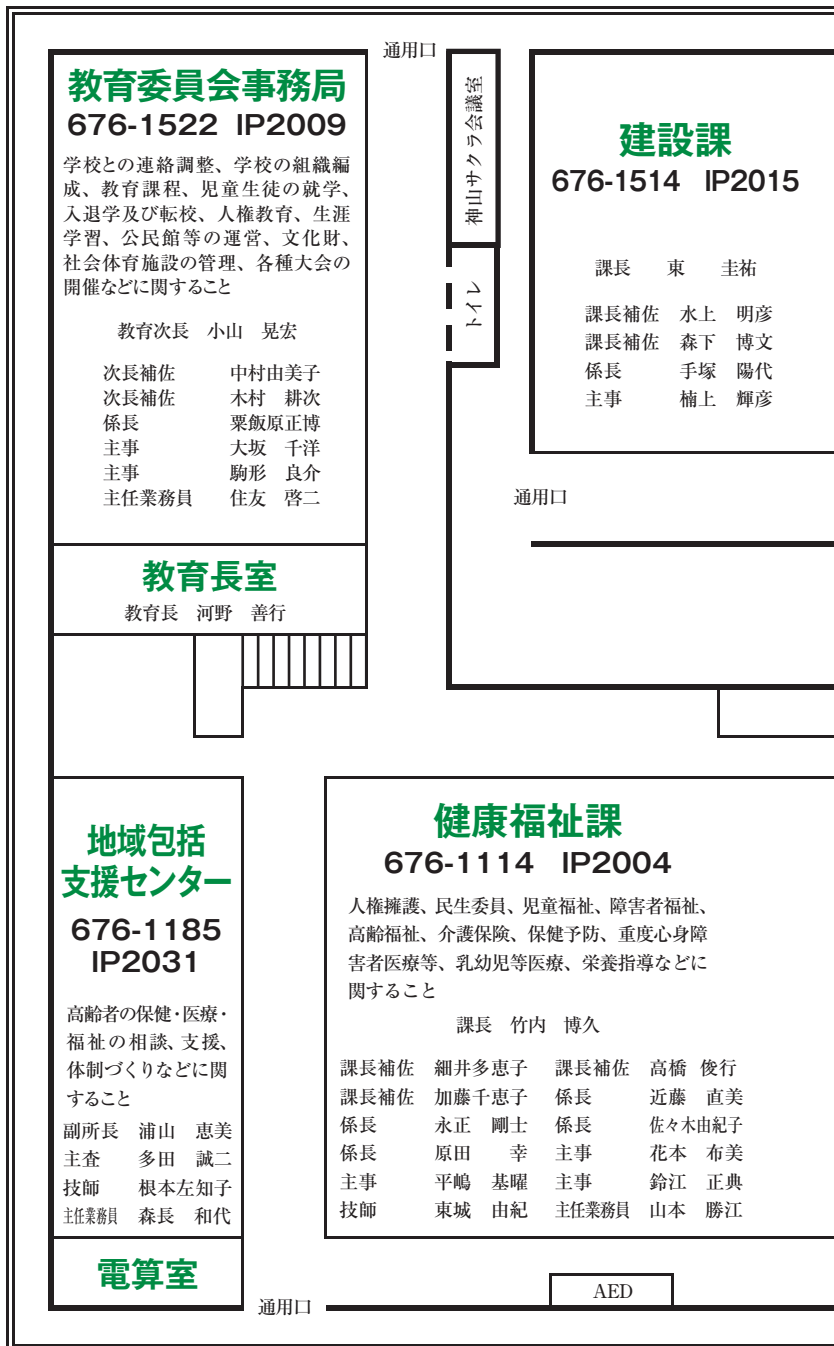 通用口
教育委員会事務局
676-1522 IP2009
学校との連絡調整、学校の組織編
成、教育課程、児童生徒の就学、
入退学及び転校、人権教育、生涯
学習、公民館等の運営、文化財、
社会体育施設の管理、各種大会の
開催などに関すること
教育次長 小山 晃宏
次長補佐 中村由美子
次長補佐 木村 耕次
係長 粟飯原正博
主事 大坂 千洋
主事 駒形 良介
主任業務員 住友 啓二
教育長室
教育長 河野 善行
神山サクラ会議室
トイレ
建設課
676-1514 IP2015
課長 東 圭祐
課長補佐 水上 明彦
課長補佐 森下 博文
係長 手塚 陽代
主事 楠上 輝彦
通用口
地域包括
支援センター
676-1185
IP2031
高齢者の保健・医療・
福祉の相談、支援、
体制づくりなどに関
すること
副所長 浦山 恵美
主査 多田 誠二
技師 根本左知子
主任業務員 森長 和代
電算室
健康福祉課
676-1114 IP2004
人権擁護、民生委員、児童福祉、障害者福祉、
高齢福祉、介護保険、保健予防、重度心身障
害者医療等、乳幼児等医療、栄養指導などに
関すること
課長 竹内 博久
課長補佐 細井多恵子 課長補佐 高橋 俊行
課長補佐 加藤千恵子 係長 近藤 直美
係長 永正 剛士 係長 佐々木由紀子
係長 原田 幸 主事 花本 布美
主事 平嶋 基曜 主事 鈴江 正典
技師 東城 由紀 主任業務員 山本 勝江
通用口
AED